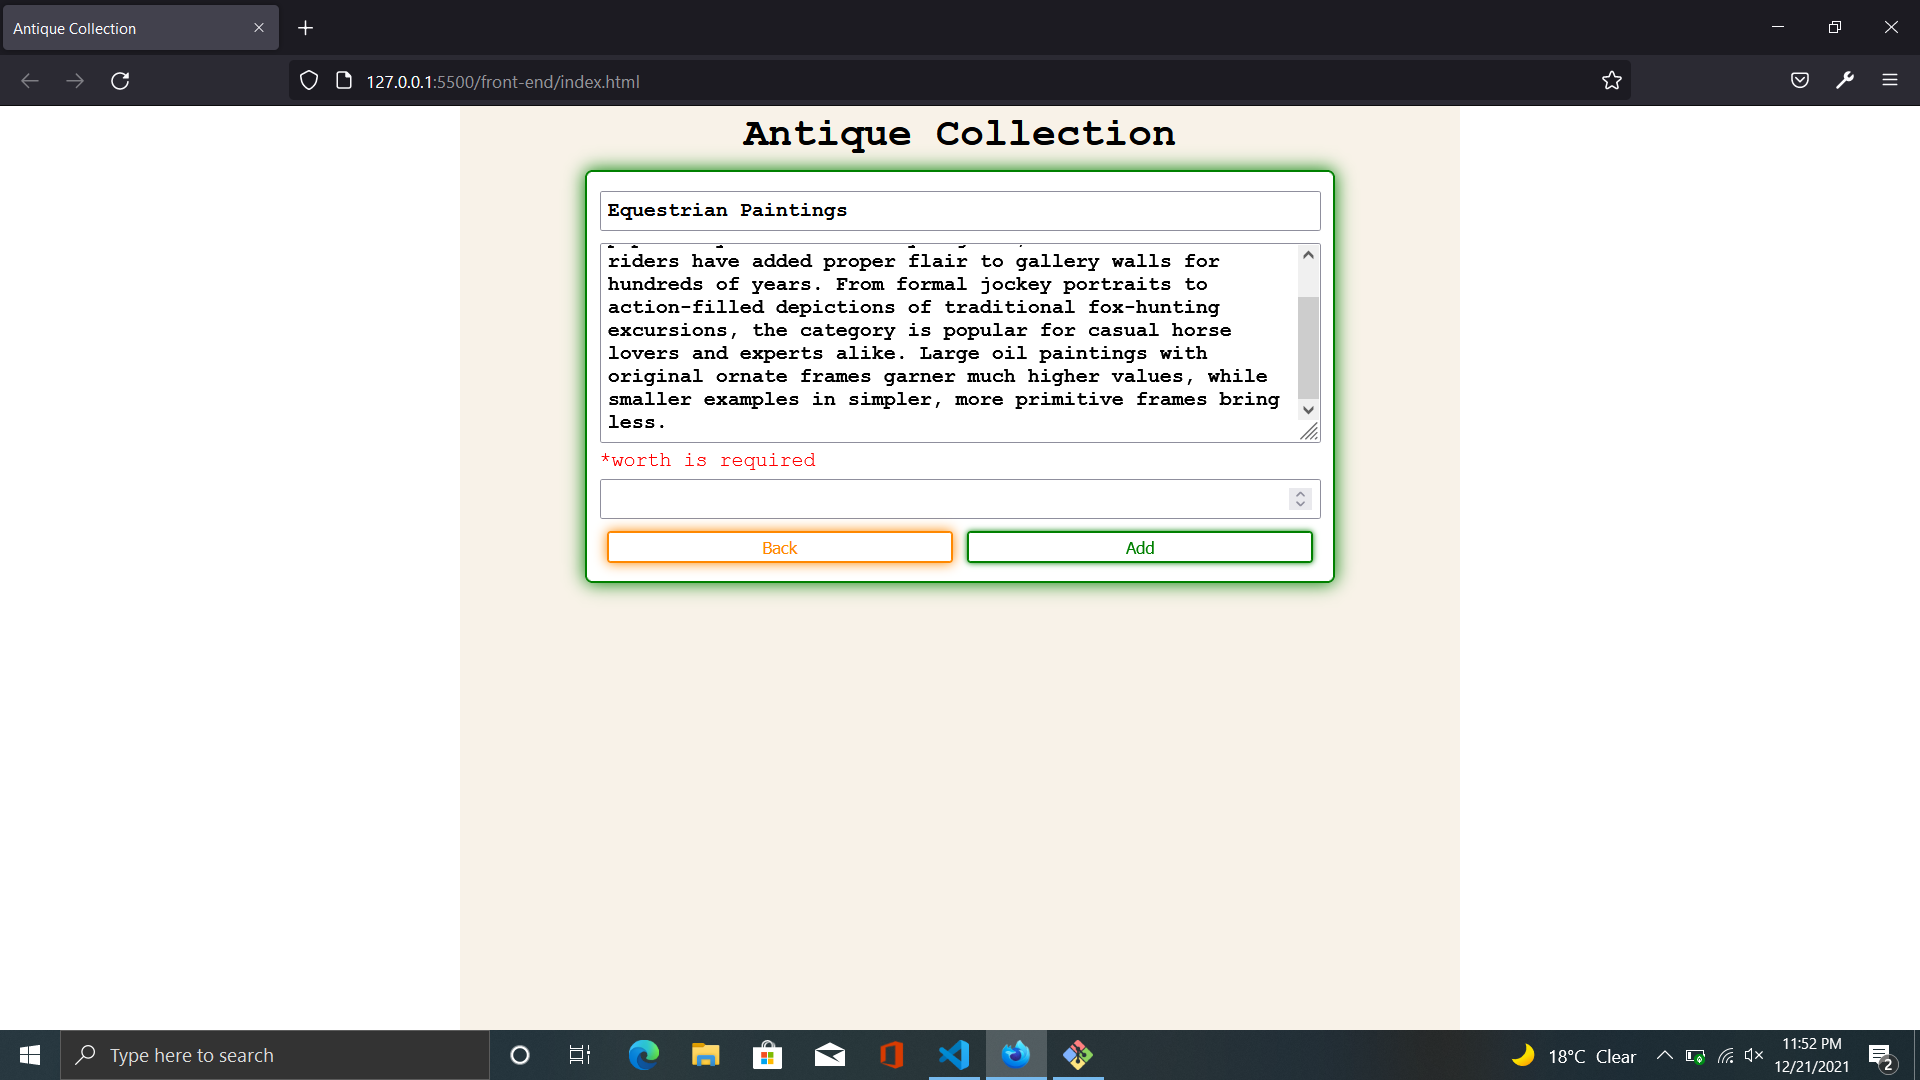 Antique Collection
127.0.0.1:5500/front-end/index.html
Antique Collection
Equestrian Paintings
riders have added proper flair to gallery walls for
hundreds of years. From formal jockey portraits to
action-filled depictions of traditional fox-hunting
excursions, the category is popular for casual horse
lovers and experts alike. Large oil paintings with
original ornate frames garner much higher values, while
smaller examples in simpler, more primitive frames bring
less.
*worth is required
Back
Add
Type here to search
18°C Clear
11:52 PM
12/21/2021
2